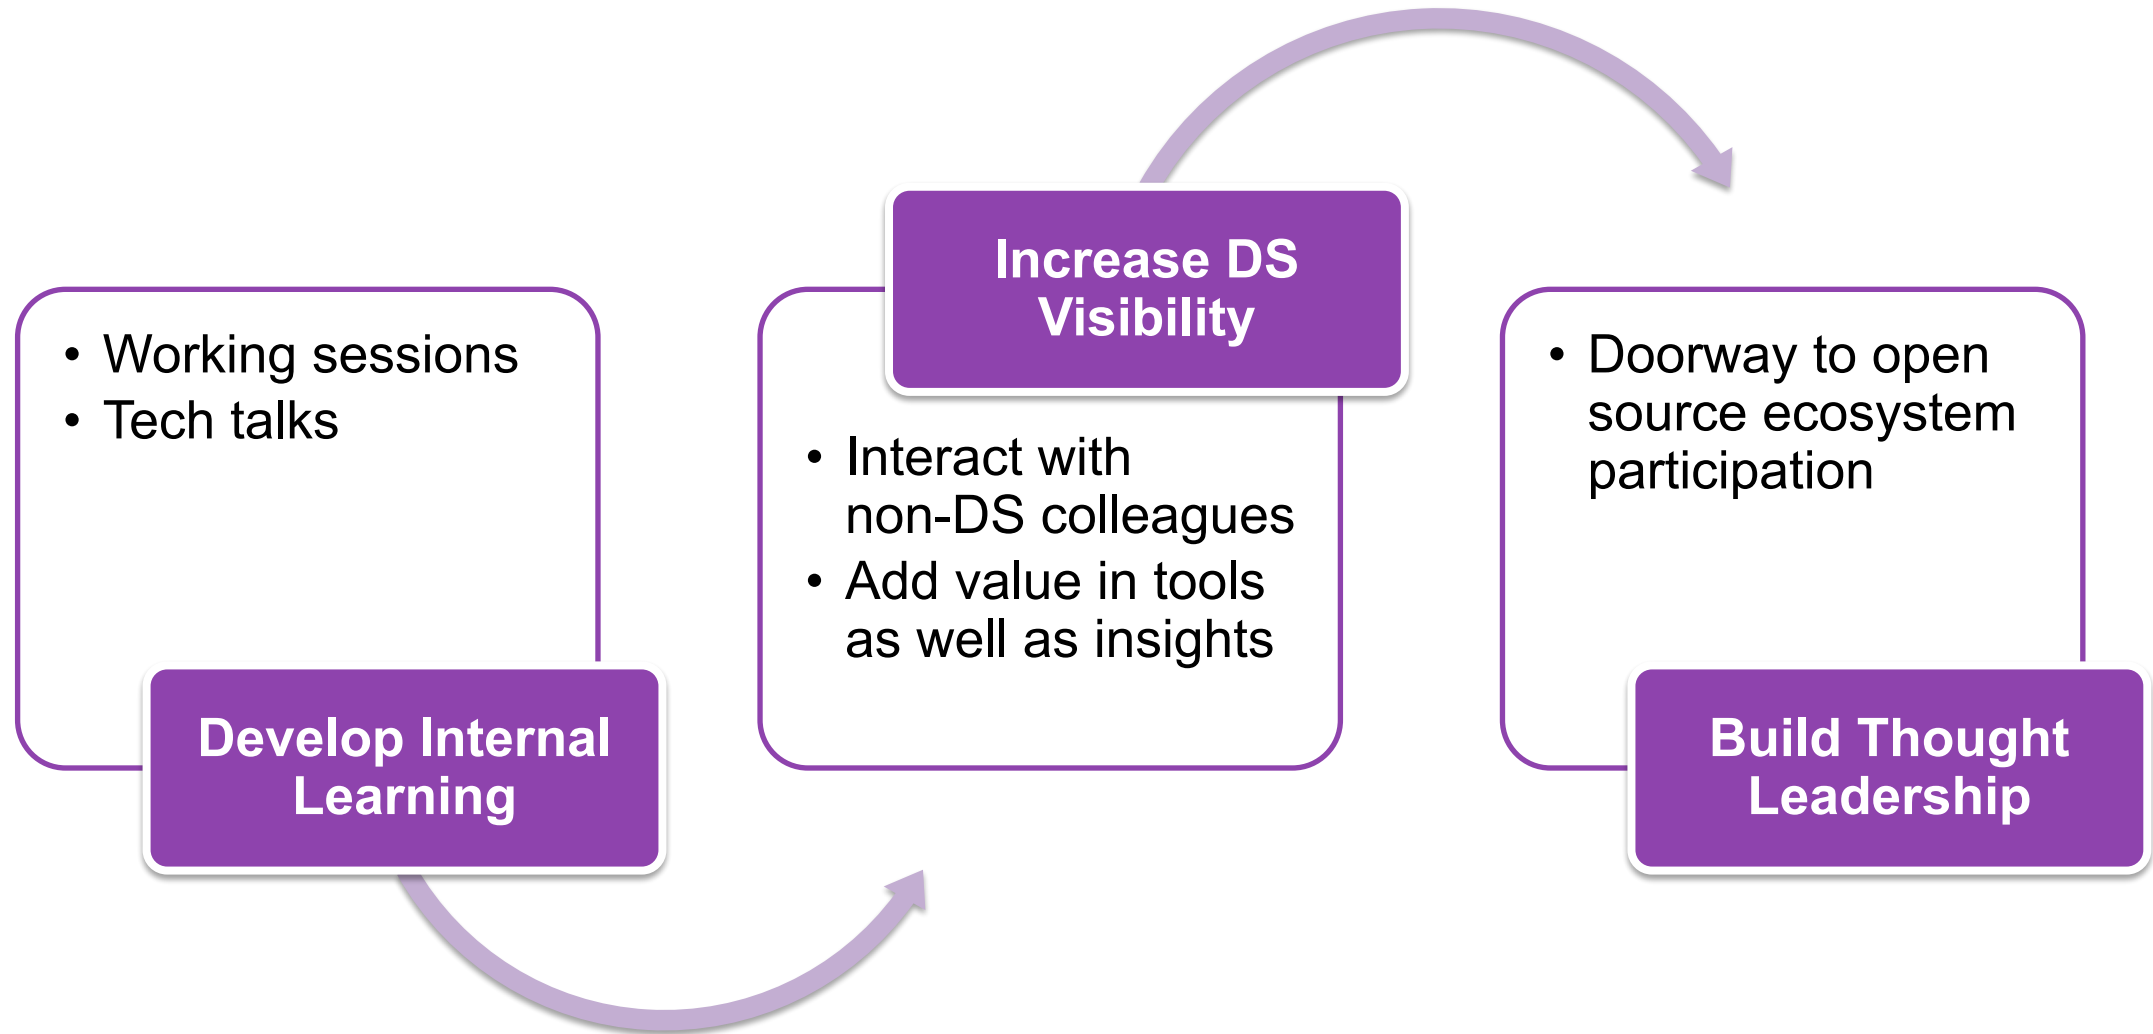 • Working sessions
• Tech talks
Develop Internal
Learning
Increase DS
Visibility
• Interact with
non-DS colleagues
• Add value in tools
as well as insights
• Doorway to open
source ecosystem
participation
Build Thought
Leadership